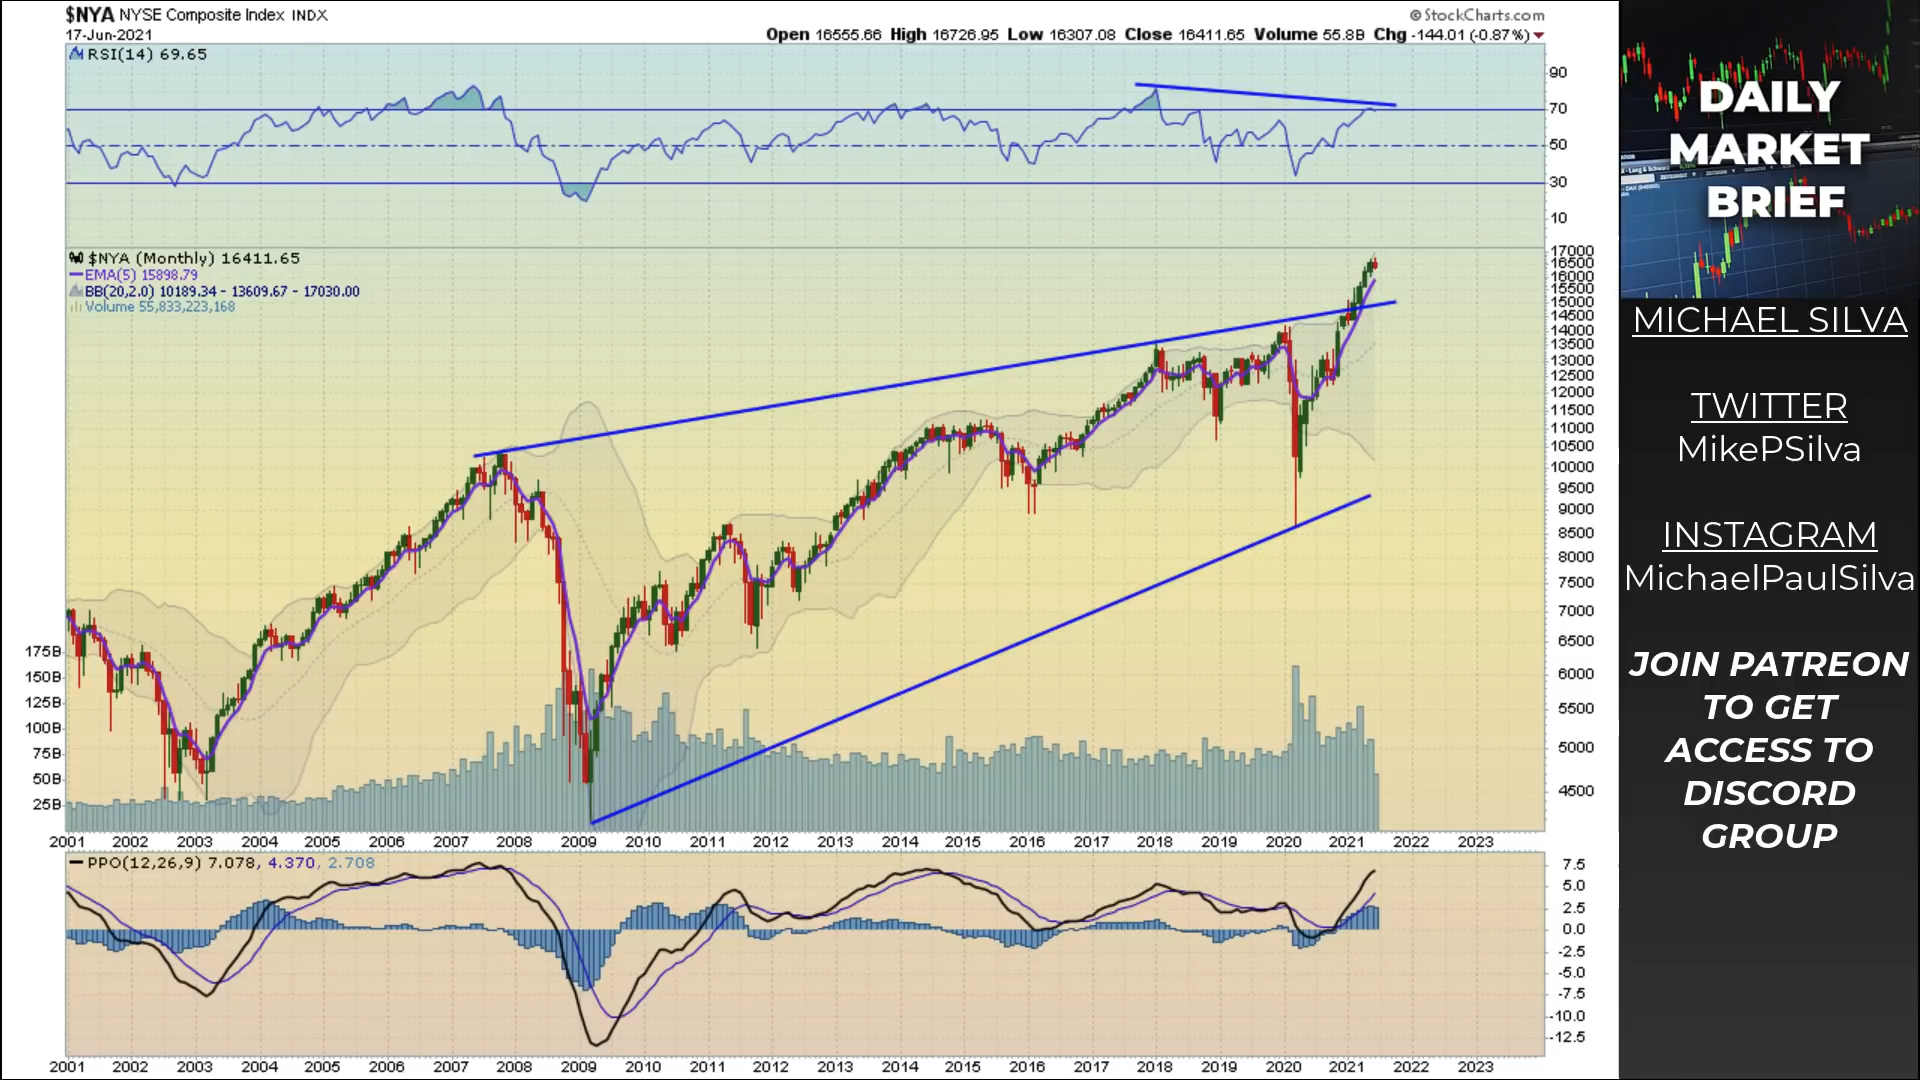 $NYA NYSE Composite Index INDX
© StockCharts.com
17-Jun-2021
Open 16555.66 High 16726.95 Low 16307.08 Close 16411.65 Volume 55.8B Chg -144.01 (-0.87%)
RSI(14) 69.65
90
70
50
30
10
$NYA (Monthly) 16411.65
EMA(5) 15898.79
BB(20,2.0) 10189.34 - 13609.67 - 17030.00
Volume 55,833,223,168
17000
16500
16000
15500
15000
14500
14000
13500
13000
12500
12000
11500
11000
10500
10000
9500
9000
8500
8000
7500
7000
6500
6000
5500
5000
4500
175B
150B
125B
100B
75B
50B
25B
2001 2002 2003 2004 2005 2006 2007 2008 2009 2010 2011 2012 2013 2014 2015 2016 2017 2018 2019 2020 2021 2022 2023
PPO(12,26,9) 7.078, 4.370, 2.708
7.5
5.0
2.5
0.0
-2.5
-5.0
-7.5
-10.0
-12.5
2001 2002 2003 2004 2005 2006 2007 2008 2009 2010 2011 2012 2013 2014 2015 2016 2017 2018 2019 2020 2021 2022 2023
DAILY
MARKET
BRIEF
MICHAEL SILVA
TWITTER
MikePSilva
INSTAGRAM
MichaelPaulSilva
JOIN PATREON
TO GET
ACCESS TO
DISCORD
GROUP